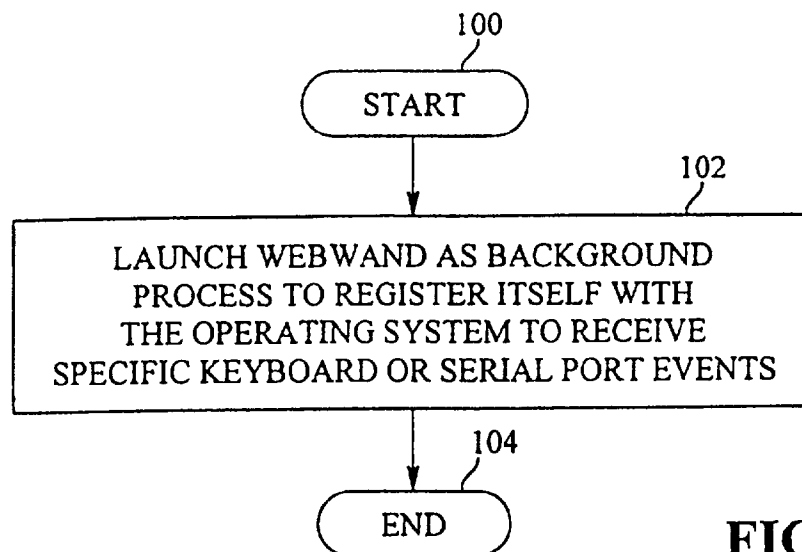 100
START
102
LAUNCH WEBWAND AS BACKGROUND
PROCESS TO REGISTER ITSELF WITH
THE OPERATING SYSTEM TO RECEIVE
SPECIFIC KEYBOARD OR SERIAL PORT EVENTS
104
END